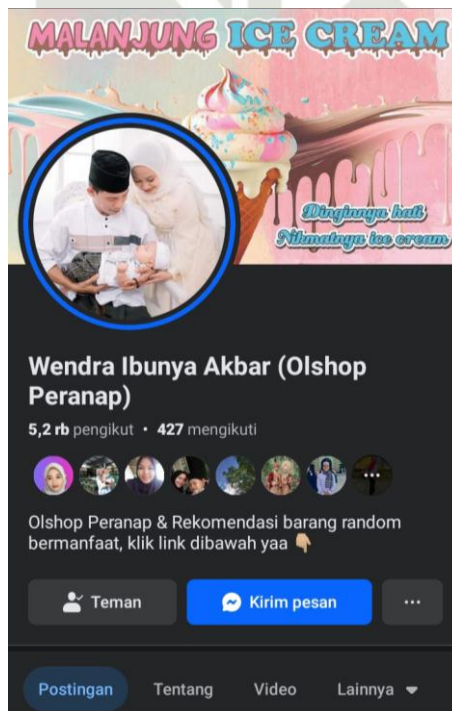 MALANJUNG ICE CREAM
Dinginnya hati
Nikmatnya ice cream
Wendra Ibunya Akbar (Olshop
Peranap)
5,2 rb pengikut • 427 mengikuti
Olshop Peranap & Rekomendasi barang random
bermanfaat, klik link dibawah yaa 👇🏼
Teman
Kirim pesan
Postingan Tentang Video Lainnya